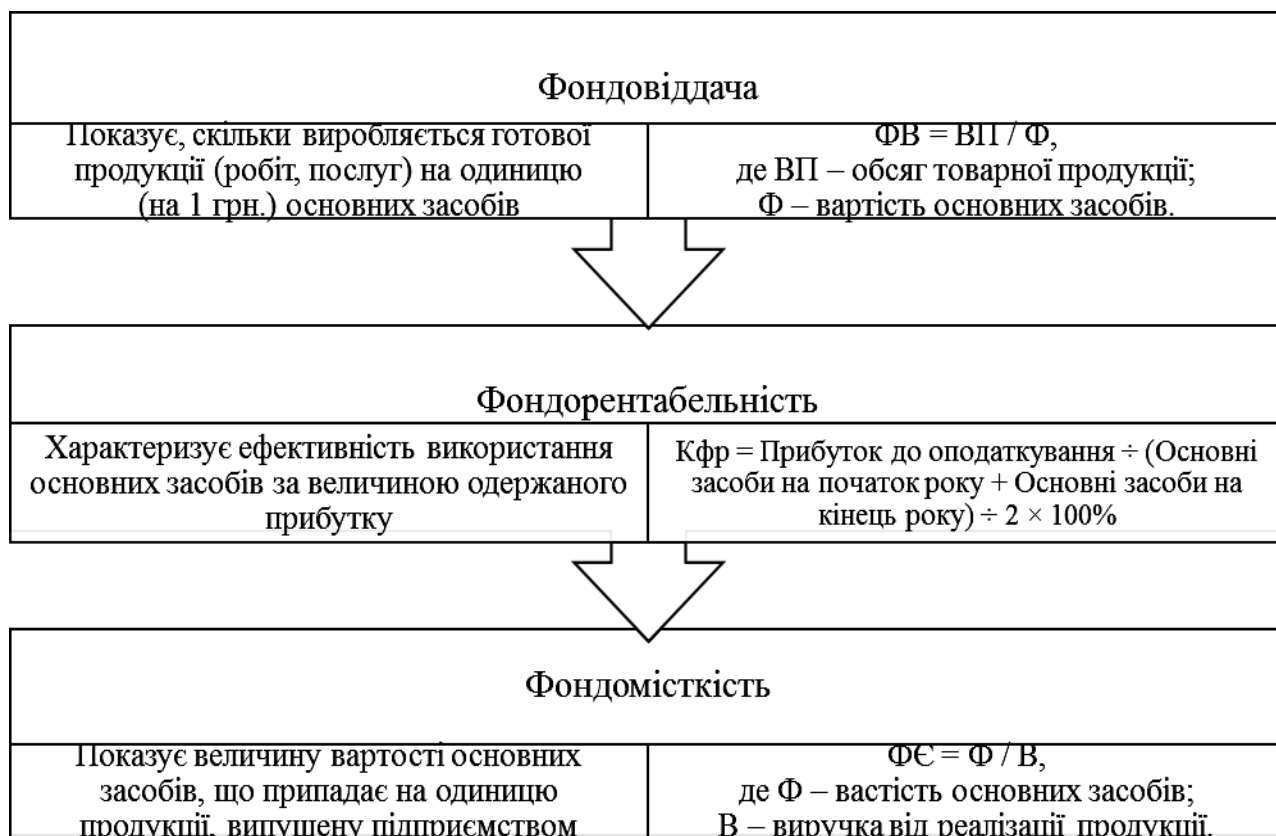 Фондовіддача
Показує, скільки виробляється готової
продукції (робіт, послуг) на одиницю
(на 1 грн.) основних засобів
ФВ = ВП / Ф,
де ВП – обсяг товарної продукції;
Ф – вартість основних засобів.
Фондорентабельність
Характеризує ефективність використання
основних засобів за величиною одержаного
прибутку
Кфр = Прибуток до оподаткування ÷ (Основні
засоби на початок року + Основні засоби на
кінець року) ÷ 2 × 100%
Фондомісткість
Показує величину вартості основних
засобів, що припадає на одиницю
продукції, випушену підприємством
ФЄ = Ф / В,
де Ф – вастість основних засобів;
В – виручка від реалізації продукції